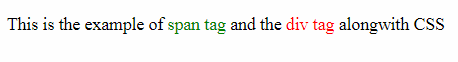 This is the example of span tag and the div tag alongwith CSS